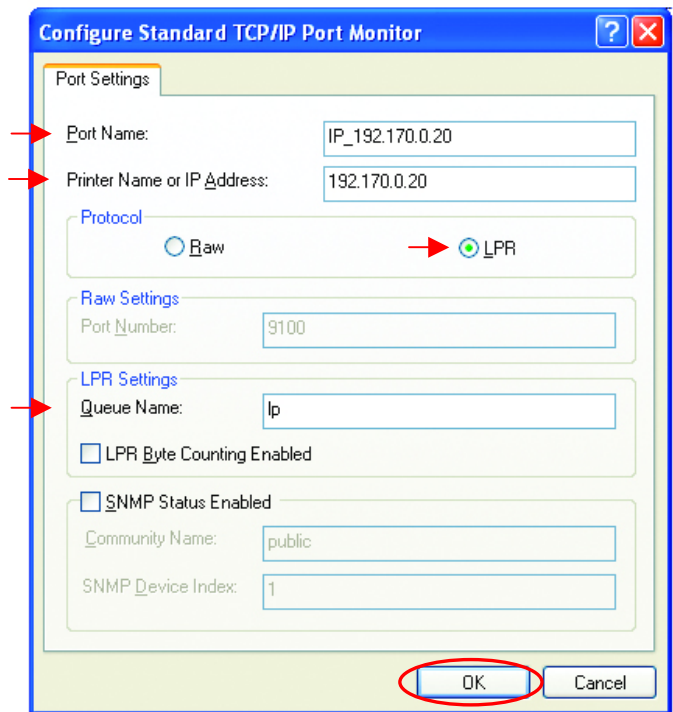 Configure Standard TCP/IP Port Monitor
Port Settings
Port Name: IP_192.170.0.20
Printer Name or IP Address: 192.170.0.20
Protocol
Raw LPR
Raw Settings
Port Number: 9100
LPR Settings
Queue Name: lp
LPR Byte Counting Enabled
SNMP Status Enabled
Community Name: public
SNMP Device Index: 1
OK Cancel